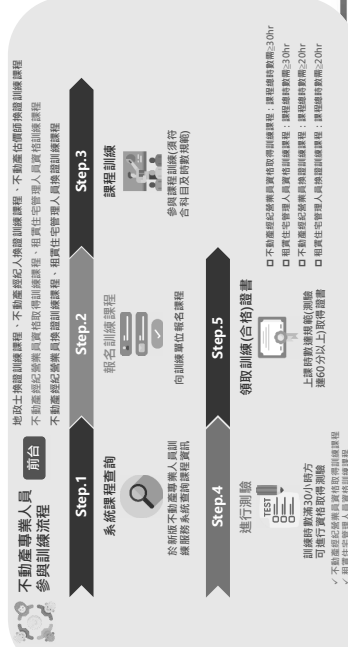 不動產專業人員
參與訓練流程
前台
地政士換證訓練課程、不動產經紀人換證訓練課程、不動產估價師換證訓練課程
不動產經紀營業員資格取得訓練課程、租賃住宅管理人員資格訓練課程
不動產經紀營業員換證訓練課程、租賃住宅管理人員換證訓練課程
Step.1
系統課程查詢
於新版不動產專業人員訓
練服務系統查詢課程資訊
Step.2
報名訓練課程
向訓練單位報名課程
Step.3
課程訓練
參與課程訓練(須符
合科目及時數規範)
Step.4
進行測驗
TEST
訓練時數滿30小時方
可進行資格取得測驗
✓ 不動產經紀營業員資格取得訓練課程
✓ 租賃住宅管理人員資格訓練課程
Step.5
領取訓練(合格)證書
上課時數達規範(測驗
達60分以上)取得證書
□ 不動產經紀營業員資格取得訓練課程：課程總時數需≥30hr
□ 租賃住宅管理人員資格訓練課程：課程總時數需≥30hr
□ 不動產經紀營業員換證訓練課程：課程總時數需≥20hr
□ 租賃住宅管理人員換證訓練課程：課程總時數需≥20hr